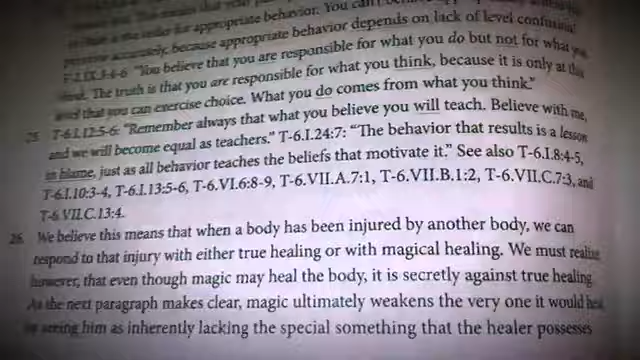 for appropriate behavior. You can't
accurately, because appropriate behavior depends on lack of level confusion
"You believe that you are responsible for what you do but not for what you
The truth is that you are responsible for what you think, because it is only at this
that you can exercise choice. What you do comes from what you think."
25. T-6.I.12:5-6: "Remember always that what you believe you will teach. Believe with me,
and we will become equal as teachers." T-6.I.24:7: "The behavior that results is a lesson
in blame, just as all behavior teaches the beliefs that motivate it." See also T-6.I.8:4-5,
T-6.I.10:3-4, T-6.I.13:5-6, T-6.VI.6:8-9, T-6.VII.A.7:1, T-6.VII.B.1:2, T-6.VII.C.7:3, and
T-6.VII.C.13:4.
26. We believe this means that when a body has been injured by another body, we can
respond to that injury with either true healing or with magical healing. We must realize
however, that even though magic may heal the body, it is secretly against true healing.
As the next paragraph makes clear, magic ultimately weakens the very one it would heal
by seeing him as inherently lacking the special something that the healer possesses